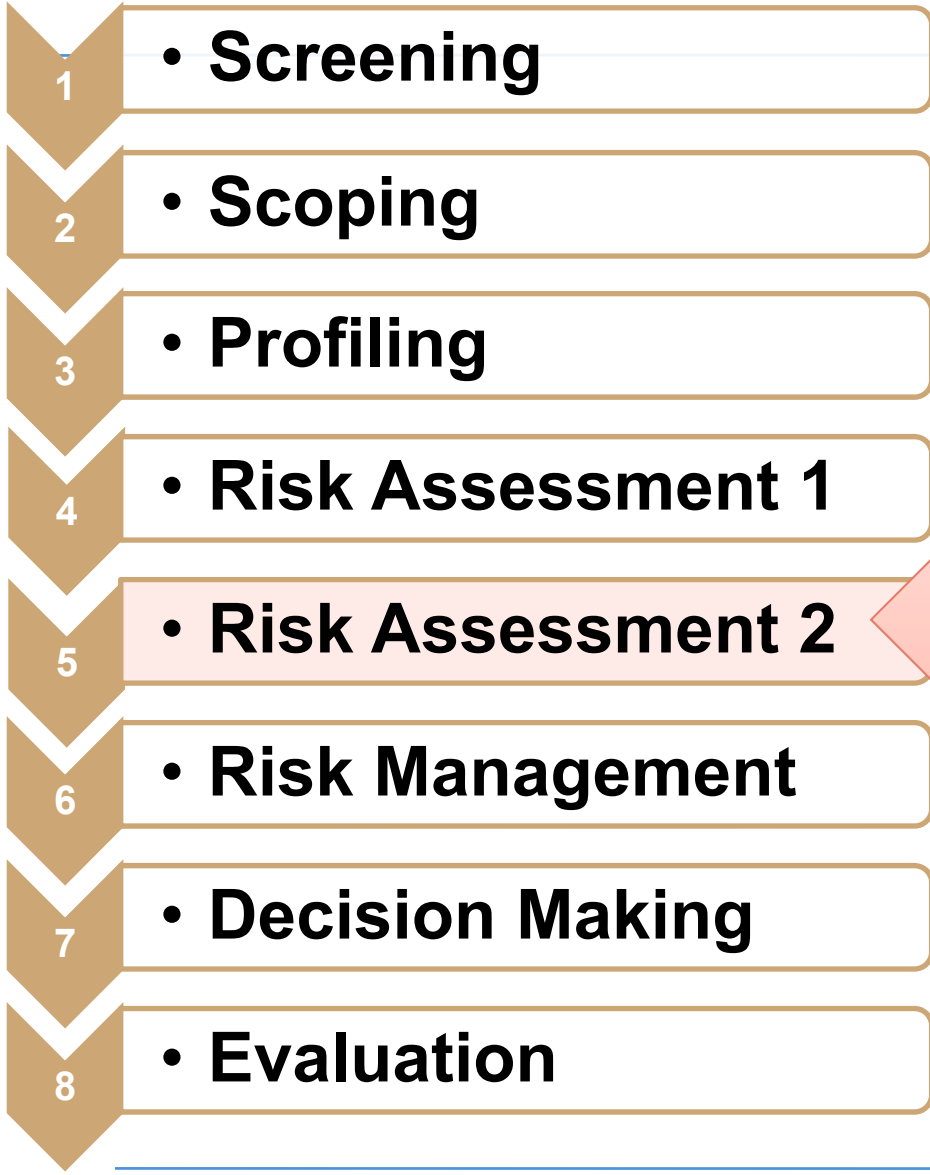 1
• Screening
2
• Scoping
3
• Profiling
4
• Risk Assessment 1
5
• Risk Assessment 2
6
• Risk Management
7
• Decision Making
8
• Evaluation